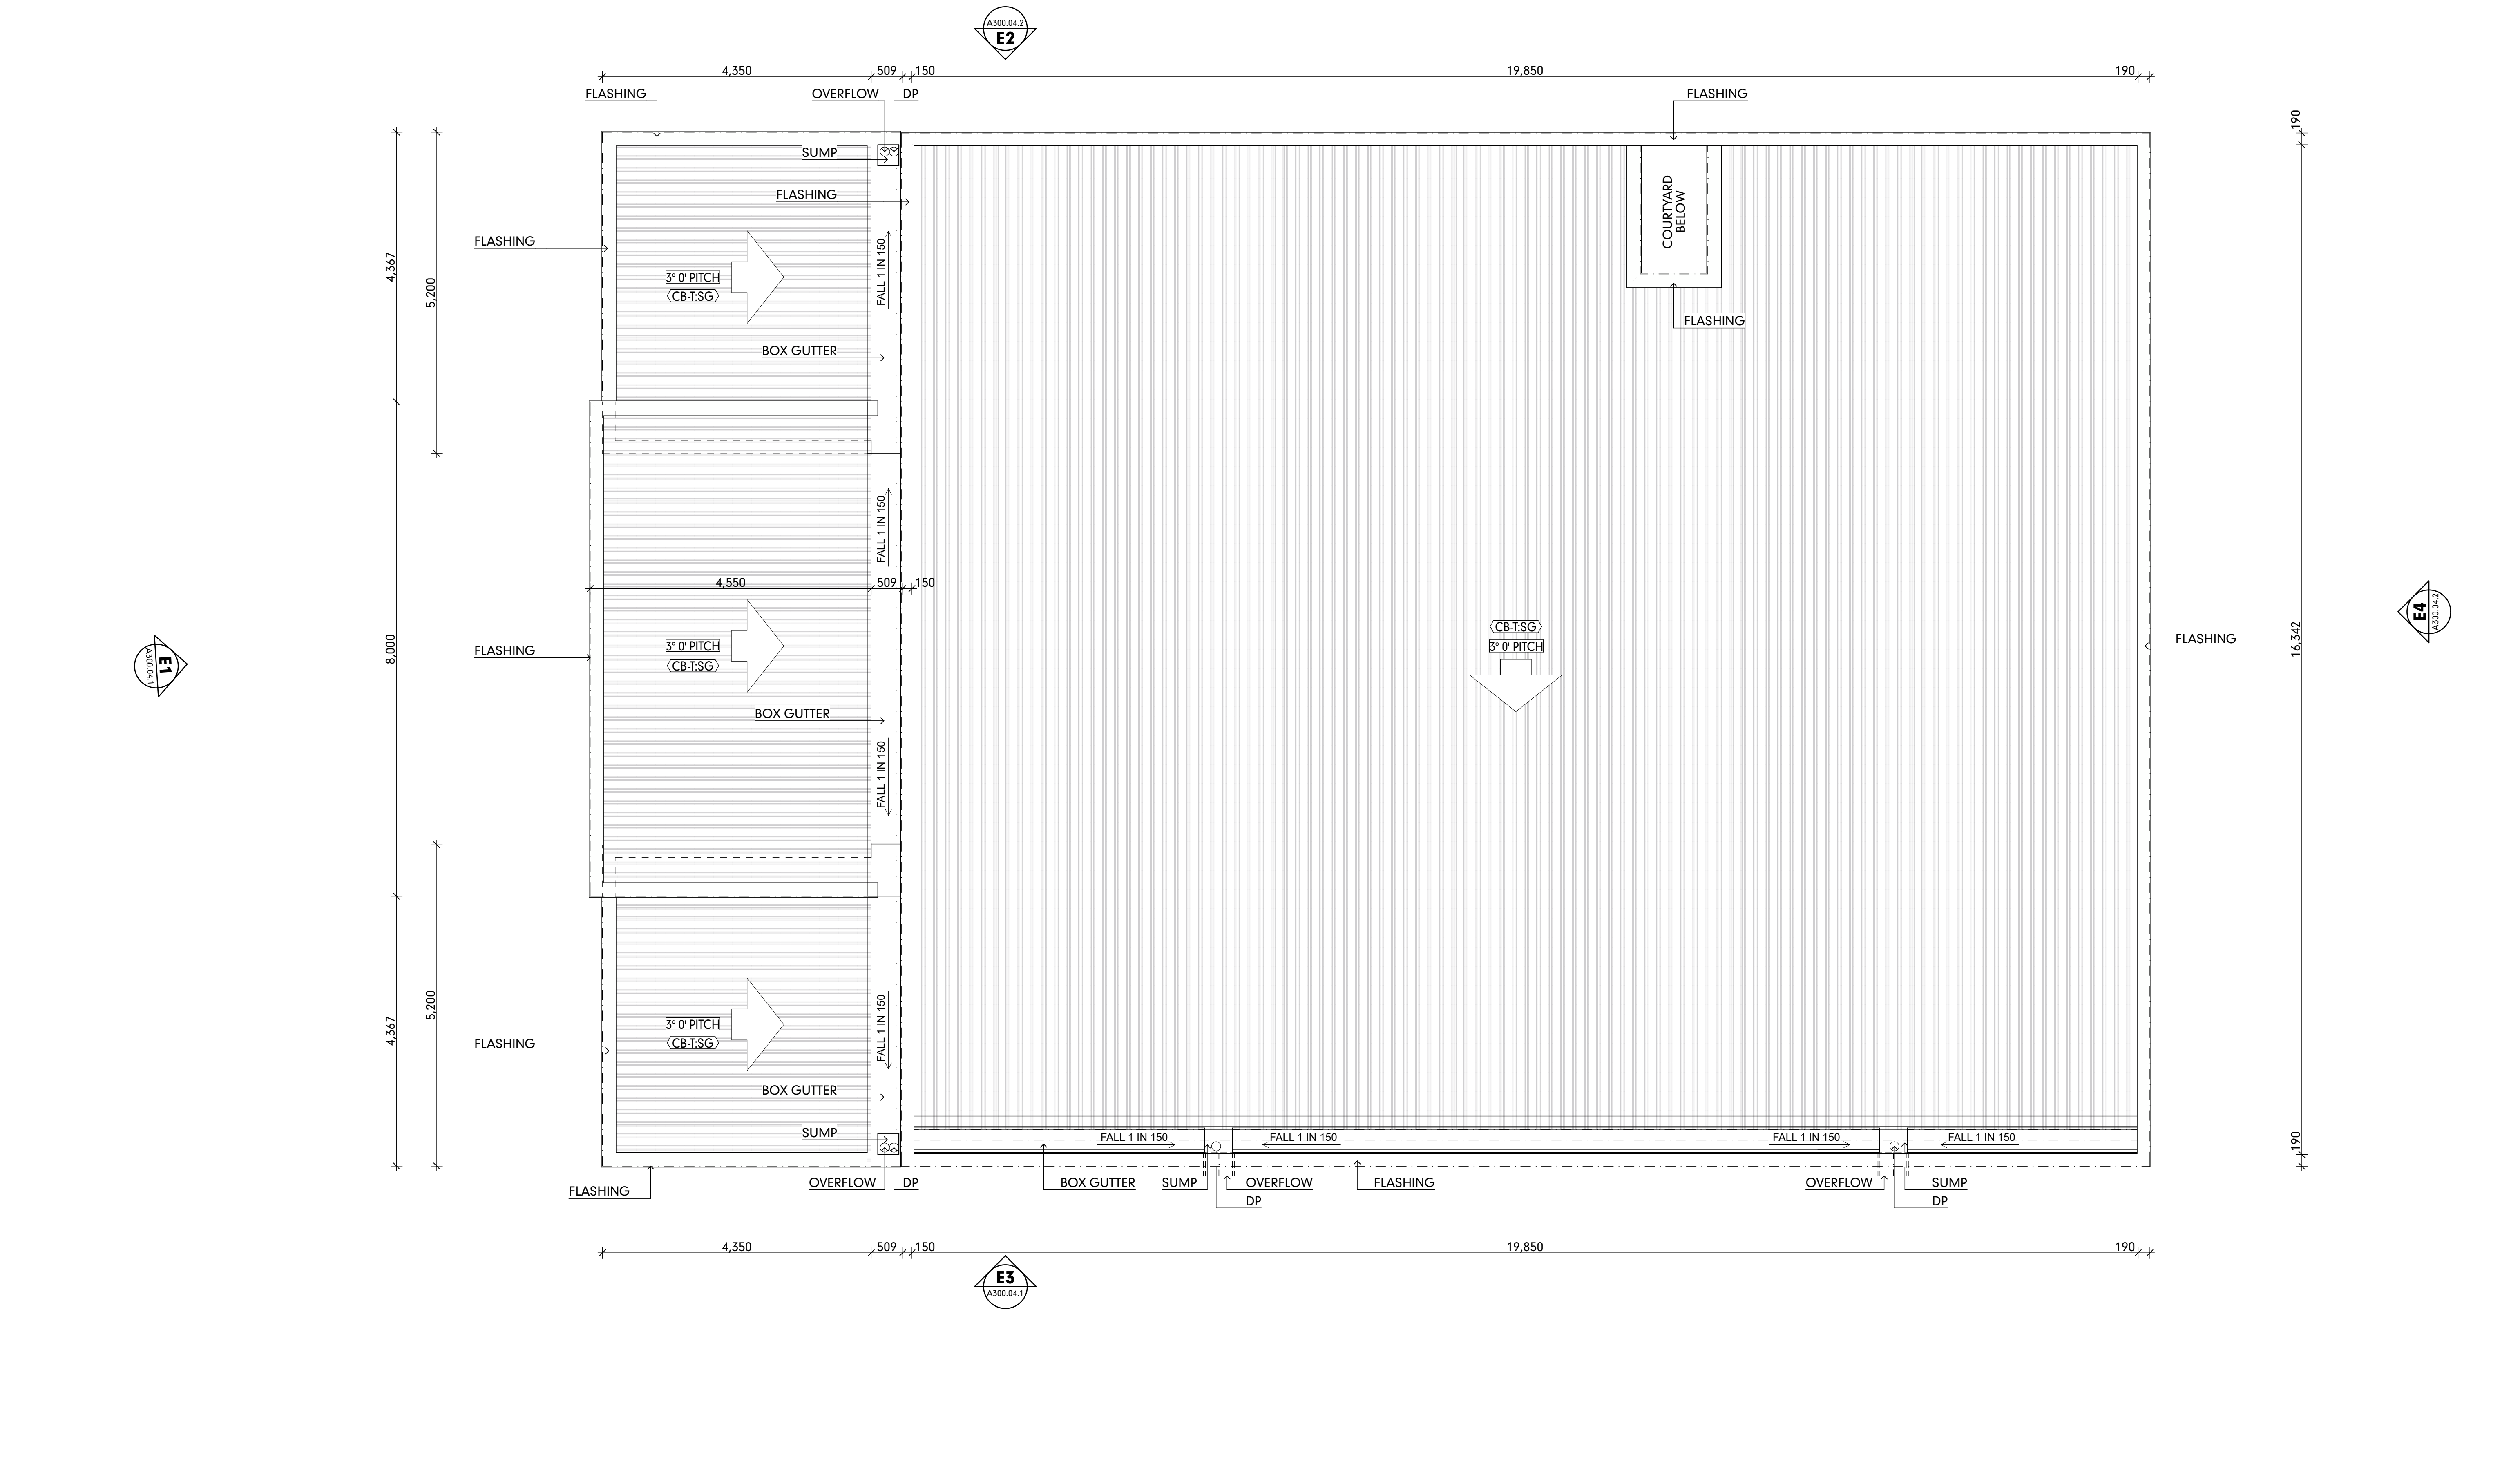 A300.04.2
E2
4,350
509
150
19,850
190
FLASHING
OVERFLOW
DP
FLASHING
190
SUMP
FLASHING
COURTYARD
BELOW
FLASHING
FALL 1 IN 150
4,367
5,200
3° 0' PITCH
CB-T:SG
FLASHING
BOX GUTTER
FALL 1 IN 150
4,550
509
150
E4
A300.04.2
CB-T:SG
3° 0' PITCH
FLASHING
16,342
8,000
3° 0' PITCH
CB-T:SG
FLASHING
E1
A300.04.1
BOX GUTTER
FALL 1 IN 150
5,200
4,367
3° 0' PITCH
CB-T:SG
FALL 1 IN 150
FLASHING
BOX GUTTER
SUMP
FALL 1 IN 150
FALL 1 IN 150
FALL 1 IN 150
FALL 1 IN 150
190
FLASHING
OVERFLOW
DP
BOX GUTTER
SUMP
OVERFLOW
DP
FLASHING
OVERFLOW
SUMP
DP
4,350
509
150
19,850
190
E3
A300.04.1